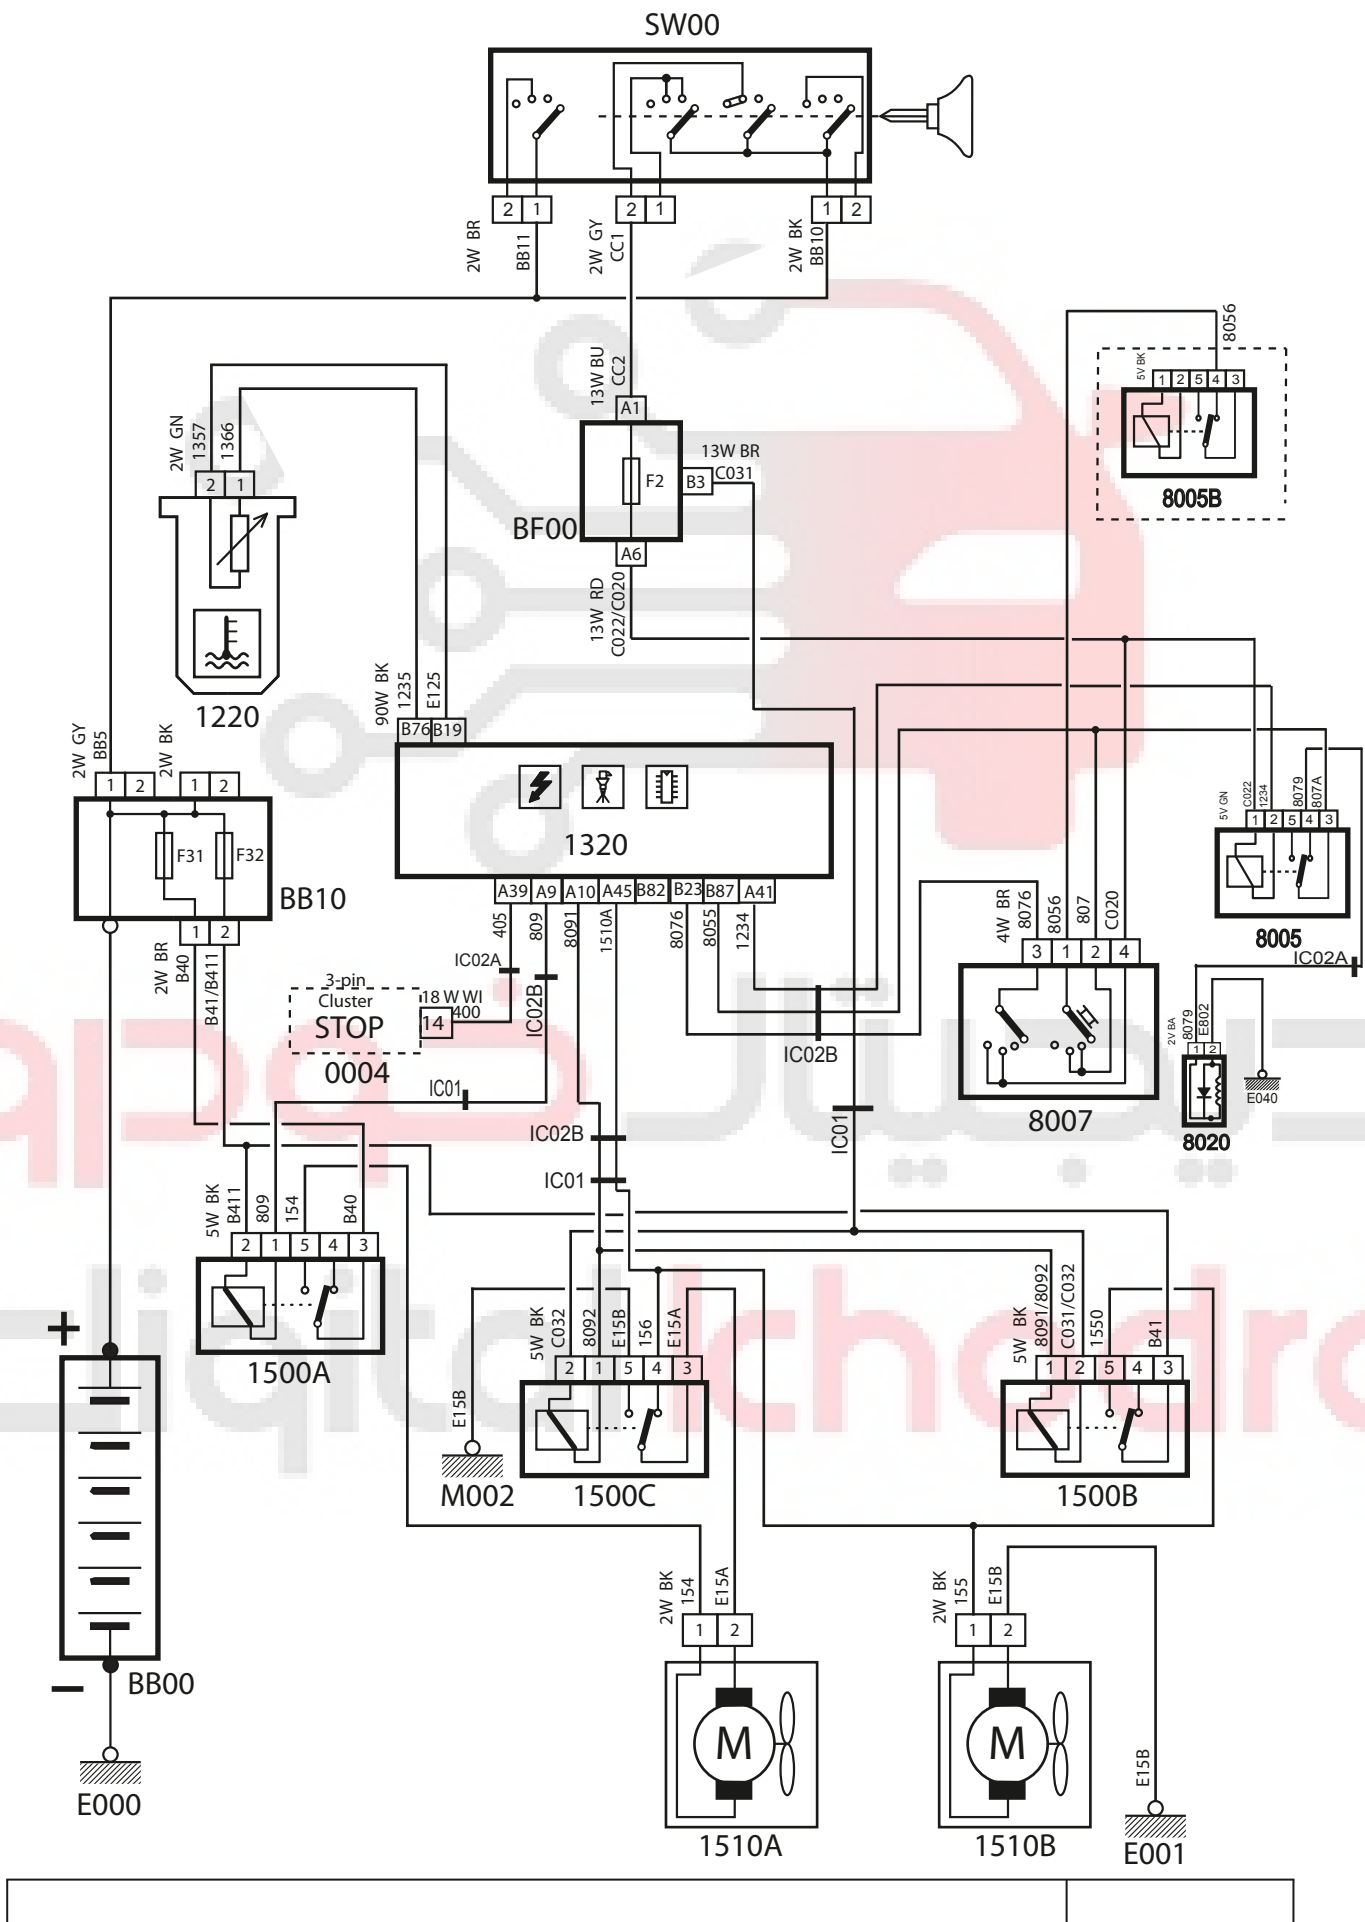 SW00
2 1 2 1 1 2
2W BR
BB11
2W GY
CC1
2W BK
BB10
8056
13W BU
CC2
5V BK
1 2 5 4 3
8005B
A1
2W GN
1357
1366
2 1
F2
B3
13W BR
C031
BF00
A6
13W RD
C022/C020
1220
90W BK
1235
E125
B76 B19
2W GY
BB5
2W BK
1 2 1 2
F31
F32
BB10
1320
5V GN
C022
1234
8079
807A
1 2 5 4 3
8005
A39 A9 A10 A45 B82 B23 B87 A41
405
809
8091
1510A
8076
8055
1234
4W BR
8076
8056
807
C020
3 1 2 4
8007
1 2
2W BR
B40
B41/B411
IC02A
IC02B
3-pin
Cluster
STOP
0004
14
18 W WI
400
IC02B
IC02A
2V BA
8079
E802
1 2
8020
E040
IC01
IC02B
IC01
IC01
5W BK
B411
809
154
B40
2 1 5 4 3
1500A
5W BK
C032
8092
E15B
156
E15A
2 1 5 4 3
1500C
5W BK
8091/8092
C031/C032
1550
B41
1 2 5 4 3
1500B
E15B
M002
+
BB00
E000
2W BK
154
E15A
1 2
M
1510A
2W BK
155
E15B
1 2
M
1510B
E15B
E001
ديجيتال خودرو
digital khodro